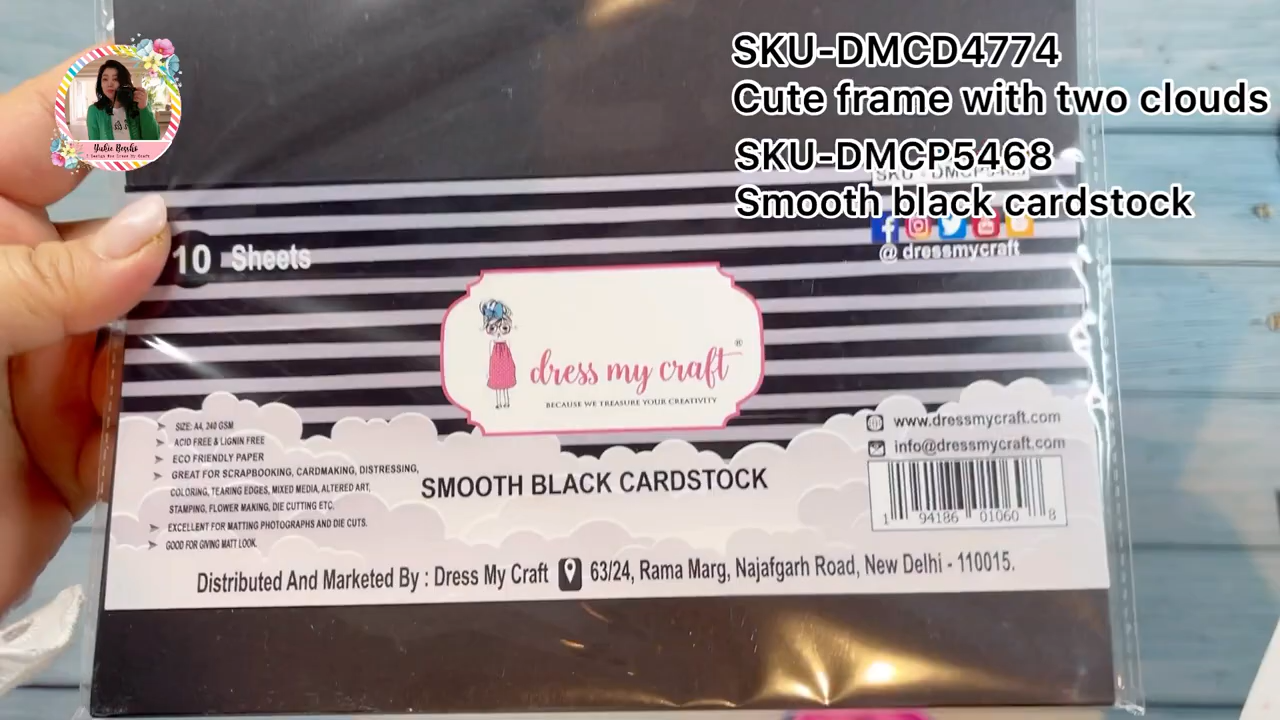 SKU-DMCD4774
Cute frame with two clouds
SKU-DMCP5468
Smooth black cardstock
SKU - DMCP5468
10 Sheets
@ dressmycraft
dress my craft®
BECAUSE WE TREASURE YOUR CREATIVITY
SIZE: A4, 240 GSM
ACID FREE & LIGNIN FREE
ECO FRIENDLY PAPER
GREAT FOR SCRAPBOOKING, CARDMAKING, DISTRESSING,
COLORING, TEARING EDGES, MIXED MEDIA, ALTERED ART,
STAMPING, FLOWER MAKING, DIE CUTTING ETC.
EXCELLENT FOR MATTING PHOTOGRAPHS AND DIE CUTS.
GOOD FOR GIVING MATT LOOK.
SMOOTH BLACK CARDSTOCK
www.dressmycraft.com
info@dressmycraft.com
1 94186 01060 8
Distributed And Marketed By : Dress My Craft 63/24, Rama Marg, Najafgarh Road, New Delhi - 110015.